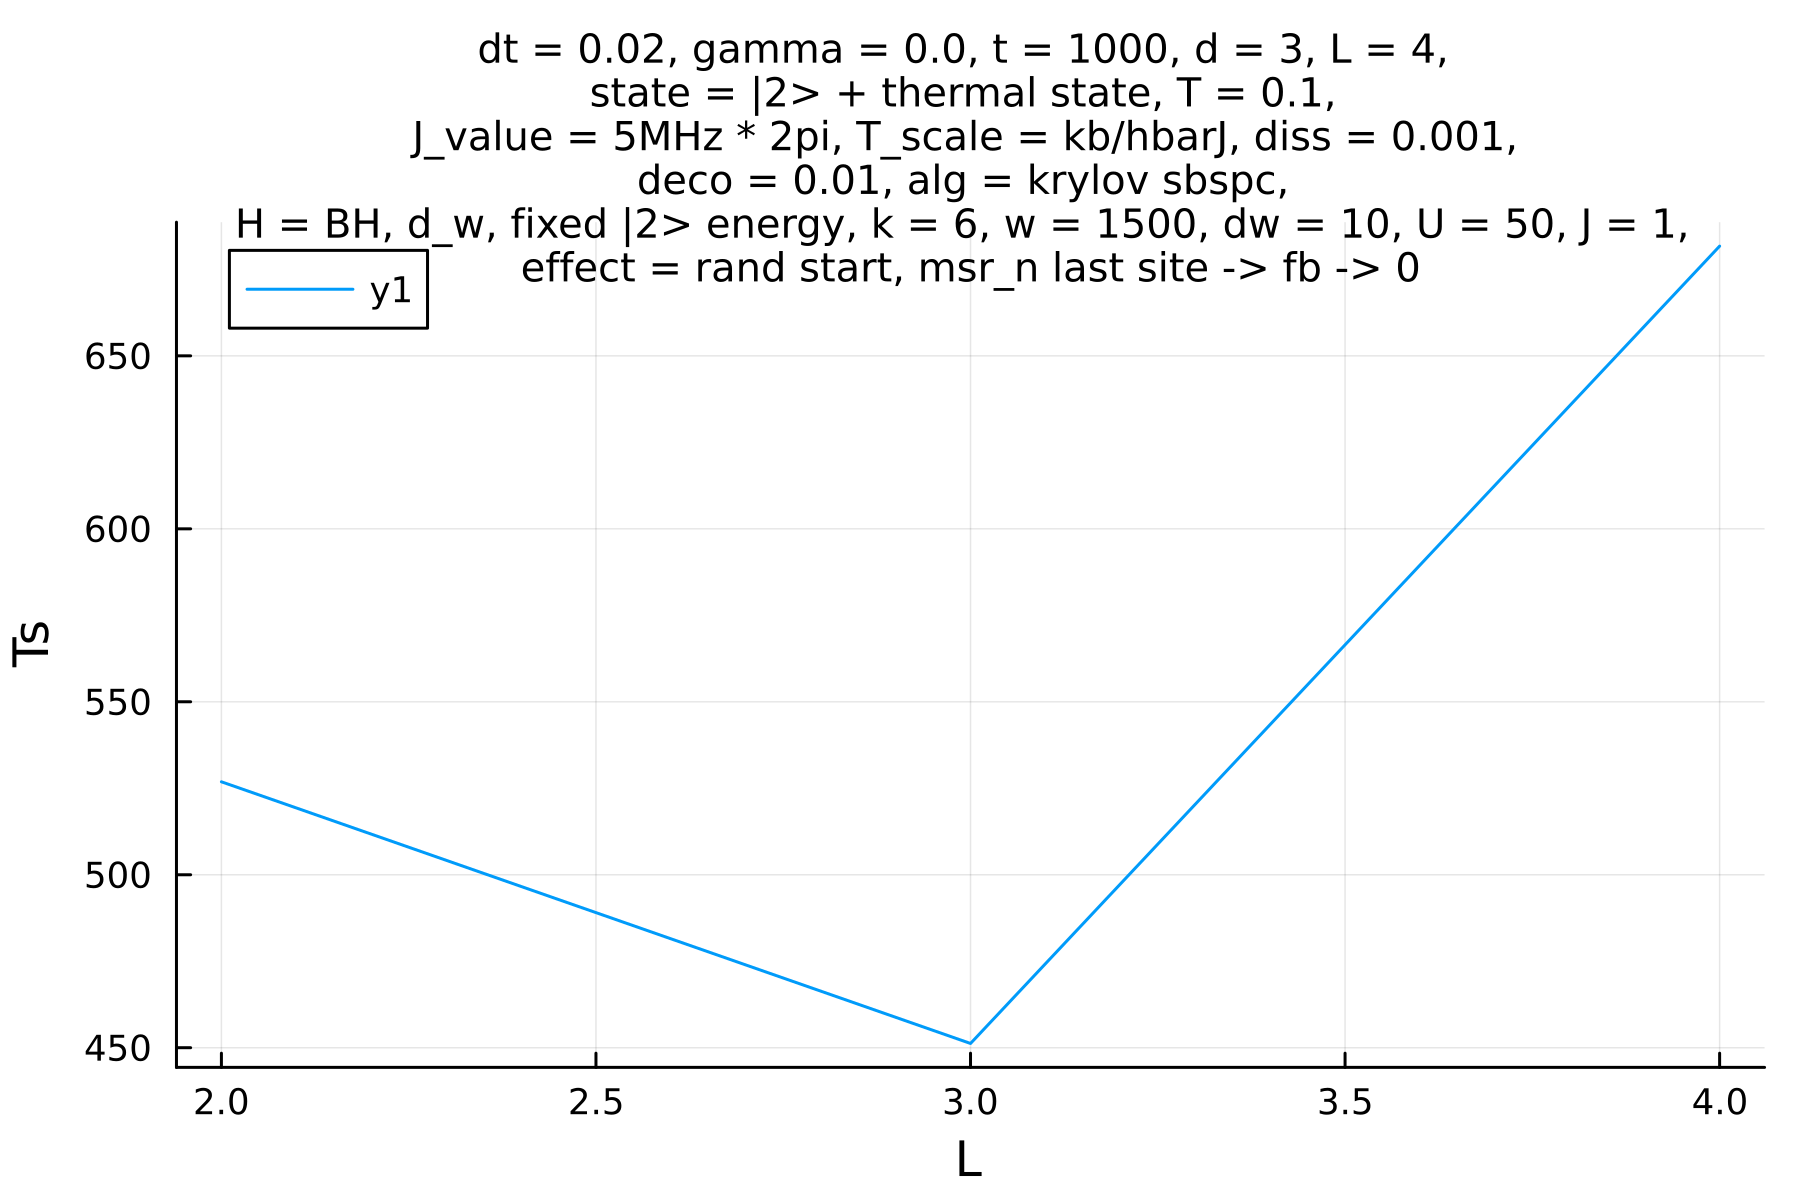 dt = 0.02, gamma = 0.0, t = 1000, d = 3, L = 4,
state = |2> + thermal state, T = 0.1,
J_value = 5MHz * 2pi, T_scale = kb/hbarJ, diss = 0.001,
deco = 0.01, alg = krylov sbspc,
H = BH, d_w, fixed |2> energy, k = 6, w = 1500, dw = 10, U = 50, J = 1,
effect = rand start, msr_n last site -> fb -> 0
y1
650
600
550
500
450
Ts
2.0 2.5 3.0 3.5 4.0
L